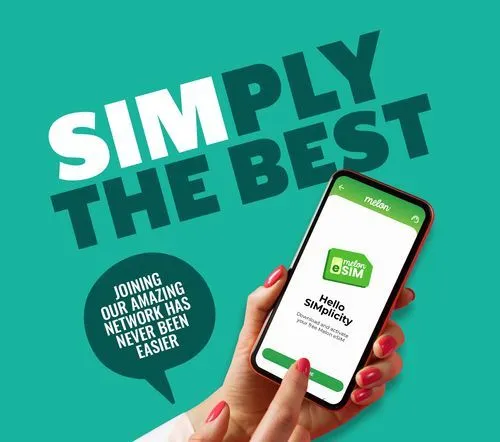 SIMPLY
THE BEST
JOINING
OUR AMAZING
NETWORK HAS
NEVER BEEN
EASIER
melon
melon
eSIM
Hello
SIMplicity
Download and activate
your free Melon eSIM